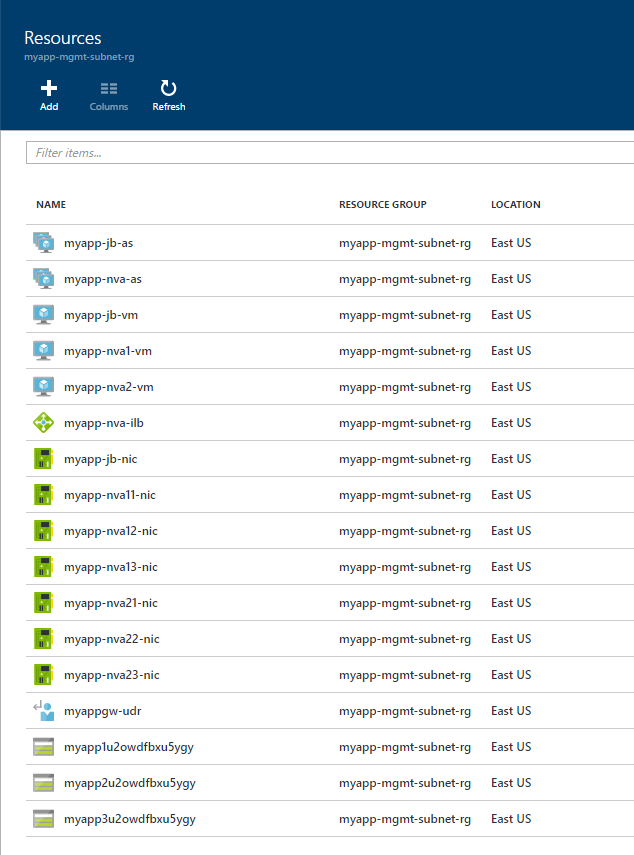 Resources
myapp-mgmt-subnet-rg
Add Columns Refresh
Filter items...
NAME RESOURCE GROUP LOCATION
myapp-jb-as myapp-mgmt-subnet-rg East US
myapp-nva-as myapp-mgmt-subnet-rg East US
myapp-jb-vm myapp-mgmt-subnet-rg East US
myapp-nva1-vm myapp-mgmt-subnet-rg East US
myapp-nva2-vm myapp-mgmt-subnet-rg East US
myapp-nva-ilb myapp-mgmt-subnet-rg East US
myapp-jb-nic myapp-mgmt-subnet-rg East US
myapp-nva11-nic myapp-mgmt-subnet-rg East US
myapp-nva12-nic myapp-mgmt-subnet-rg East US
myapp-nva13-nic myapp-mgmt-subnet-rg East US
myapp-nva21-nic myapp-mgmt-subnet-rg East US
myapp-nva22-nic myapp-mgmt-subnet-rg East US
myapp-nva23-nic myapp-mgmt-subnet-rg East US
myappgw-udr myapp-mgmt-subnet-rg East US
myapp1u2owdfbxu5ygy myapp-mgmt-subnet-rg East US
myapp2u2owdfbxu5ygy myapp-mgmt-subnet-rg East US
myapp3u2owdfbxu5ygy myapp-mgmt-subnet-rg East US